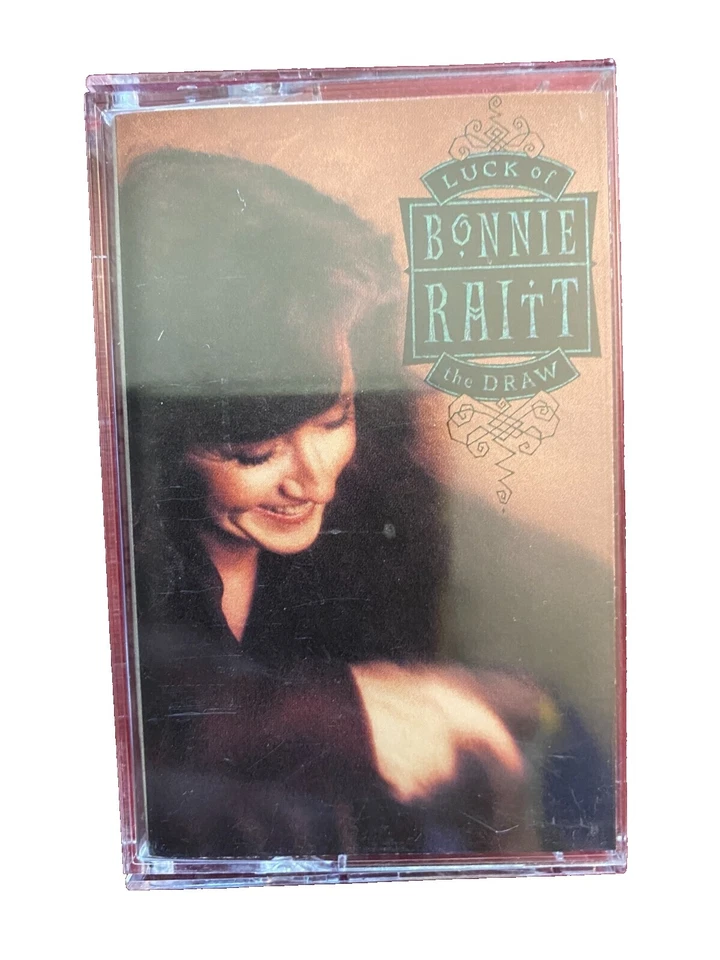 LUCK of
BONNIE
RAITT
the DRAW